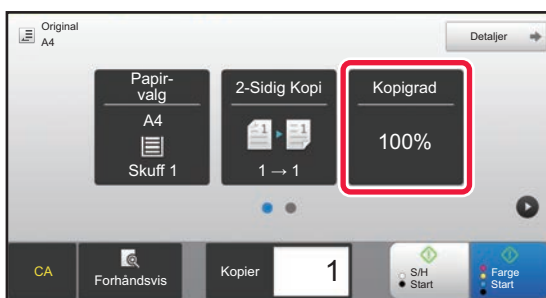 Original
A4
Detaljer
Papir-
valg
A4
Skuff 1
2-Sidig Kopi
1 → 1
Kopigrad
100%
CA
Forhåndsvis
Kopier
1
S/H
Start
Farge
Start